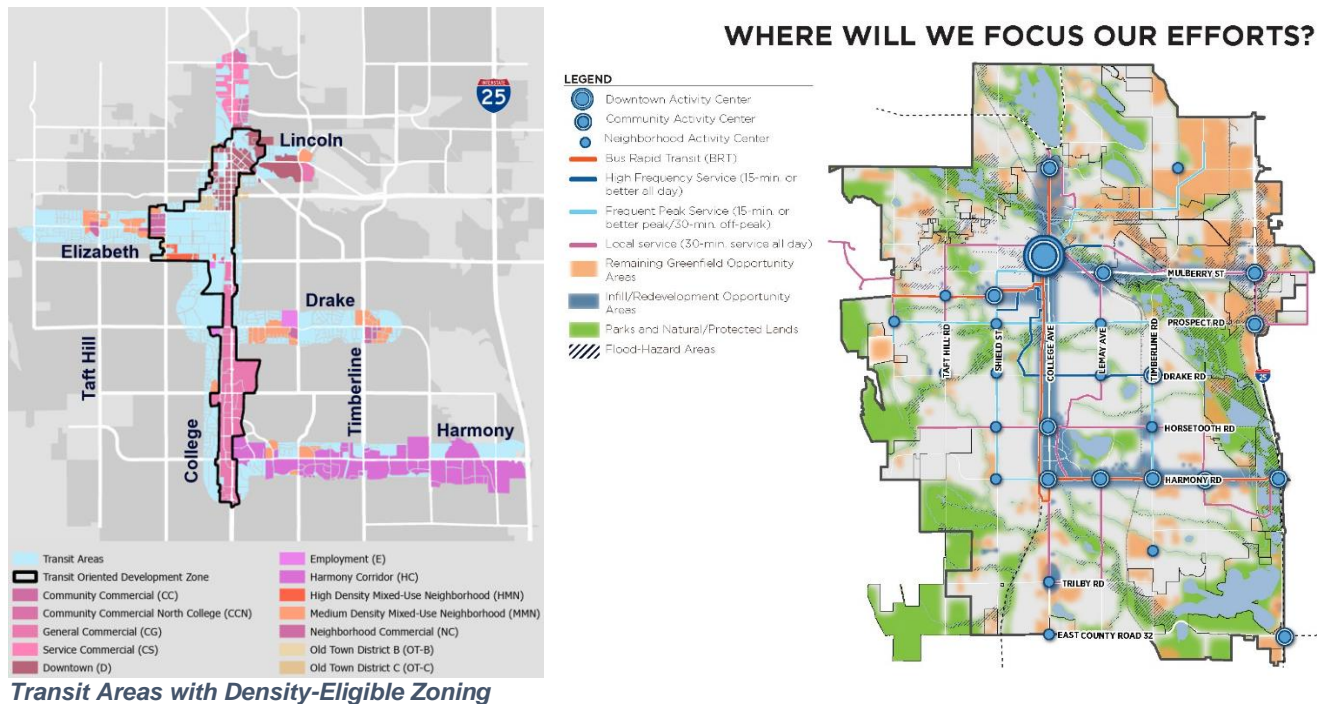 INTERSTATE
25
Lincoln
Elizabeth
Drake
Taft Hill
College
Timberline
Harmony
Transit Areas
Transit Oriented Development Zone
Community Commercial (CC)
Community Commercial North College (CCN)
General Commercial (CG)
Service Commercial (CS)
Downtown (D)
Employment (E)
Harmony Corridor (HC)
High Density Mixed-Use Neighborhood (HMN)
Medium Density Mixed-Use Neighborhood (MMN)
Neighborhood Commercial (NC)
Old Town District B (OT-B)
Old Town District C (OT-C)
Transit Areas with Density-Eligible Zoning
WHERE WILL WE FOCUS OUR EFFORTS?
LEGEND
Downtown Activity Center
Community Activity Center
Neighborhood Activity Center
Bus Rapid Transit (BRT)
High Frequency Service (15-min. or
better all day)
Frequent Peak Service (15-min. or
better peak/30-min. off-peak)
Local service (30-min. service all day)
Remaining Greenfield Opportunity
Areas
Infill/Redevelopment Opportunity
Areas
Parks and Natural/Protected Lands
Flood-Hazard Areas
MULBERRY ST
PROSPECT RD
TAFT HILL RD
SHIELD ST
COLLEGE AVE
LEMAY AVE
TIMBERLINE RD
DRAKE RD
25
HORSETOOTH RD
HARMONY RD
TRILBY RD
EAST COUNTY ROAD 32